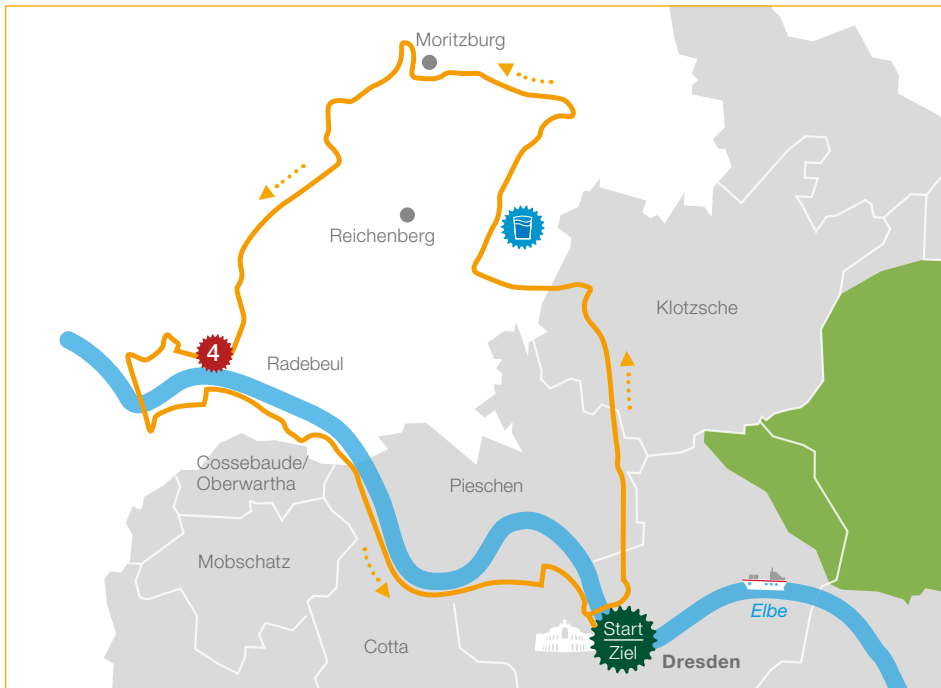 Moritzburg
Reichenberg
Klotzsche
4
Radebeul
Cossebaude/
Oberwartha
Pieschen
Mobschatz
Elbe
Cotta
Start
Ziel
Dresden